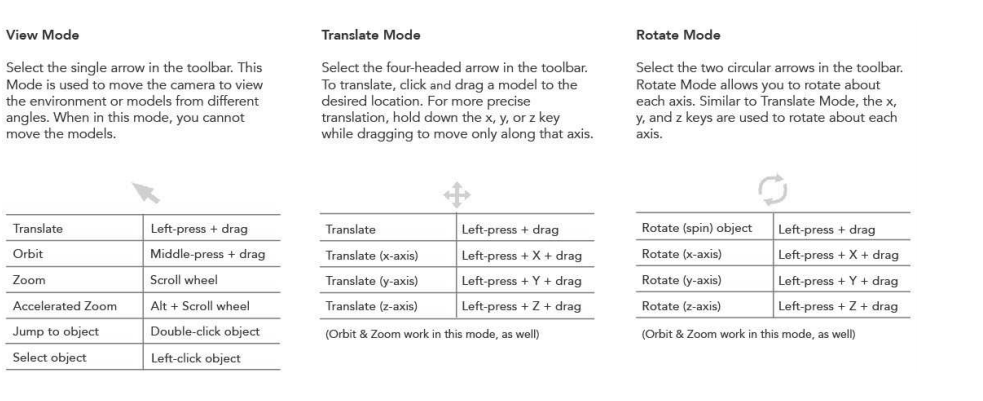 View Mode
Select the single arrow in the toolbar. This
Mode is used to move the camera to view
the environment or models from different
angles. When in this mode, you cannot
move the models.
Translate | Left-press + drag
Orbit | Middle-press + drag
Zoom | Scroll wheel
Accelerated Zoom | Alt + Scroll wheel
Jump to object | Double-click object
Select object | Left-click object
Translate Mode
Select the four-headed arrow in the toolbar.
To translate, click and drag a model to the
desired location. For more precise
translation, hold down the x, y, or z key
while dragging to move only along that axis.
Translate | Left-press + drag
Translate (x-axis) | Left-press + X + drag
Translate (y-axis) | Left-press + Y + drag
Translate (z-axis) | Left-press + Z + drag
(Orbit & Zoom work in this mode, as well)
Rotate Mode
Select the two circular arrows in the toolbar.
Rotate Mode allows you to rotate about
each axis. Similar to Translate Mode, the x,
y, and z keys are used to rotate about each
axis.
Rotate (spin) object | Left-press + drag
Rotate (x-axis) | Left-press + X + drag
Rotate (y-axis) | Left-press + Y + drag
Rotate (z-axis) | Left-press + Z + drag
(Orbit & Zoom work in this mode, as well)